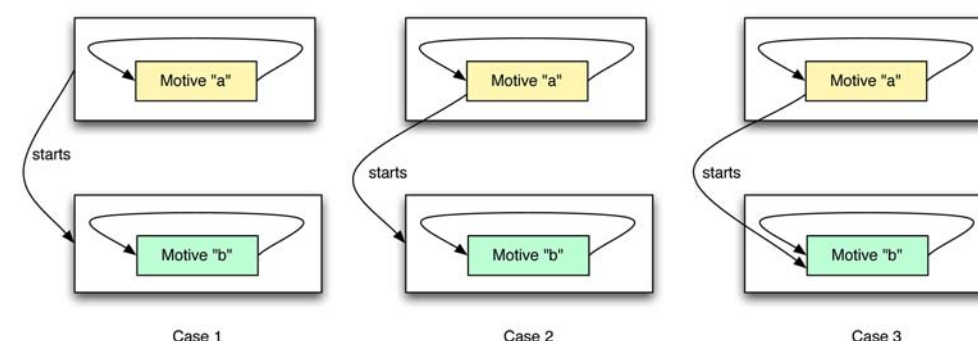 Motive "a"
Motive "a"
Motive "a"
starts
starts
starts
Motive "b"
Motive "b"
Motive "b"
Case 1
Case 2
Case 3